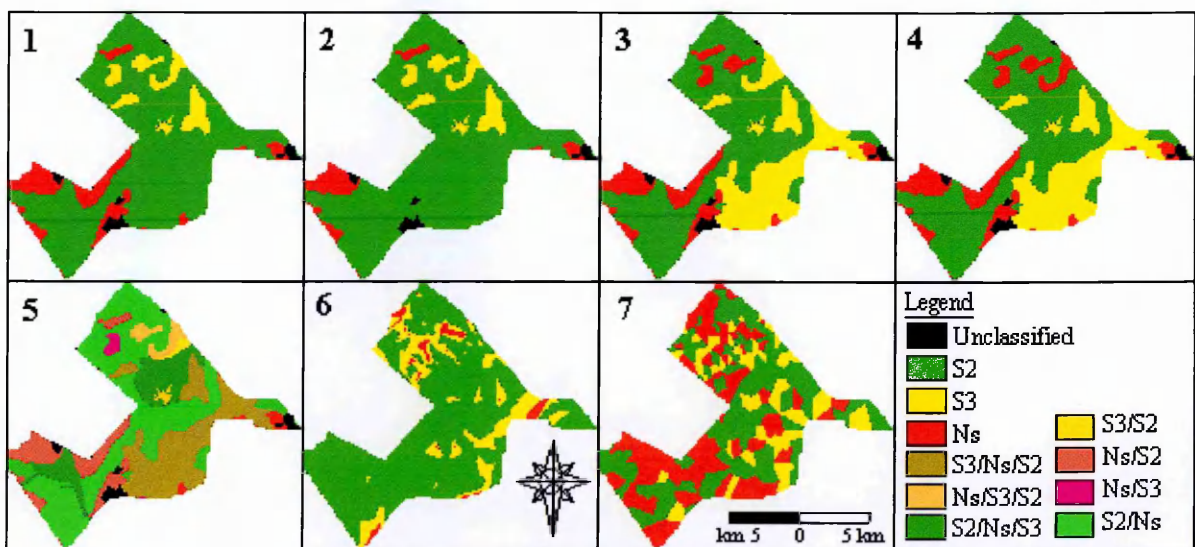 1
2
3
4
5
6
7
km 5 0 5 km
Legend
Unclassified
S2
S3
Ns
S3/Ns/S2
Ns/S3/S2
S2/Ns/S3
S3/S2
Ns/S2
Ns/S3
S2/Ns